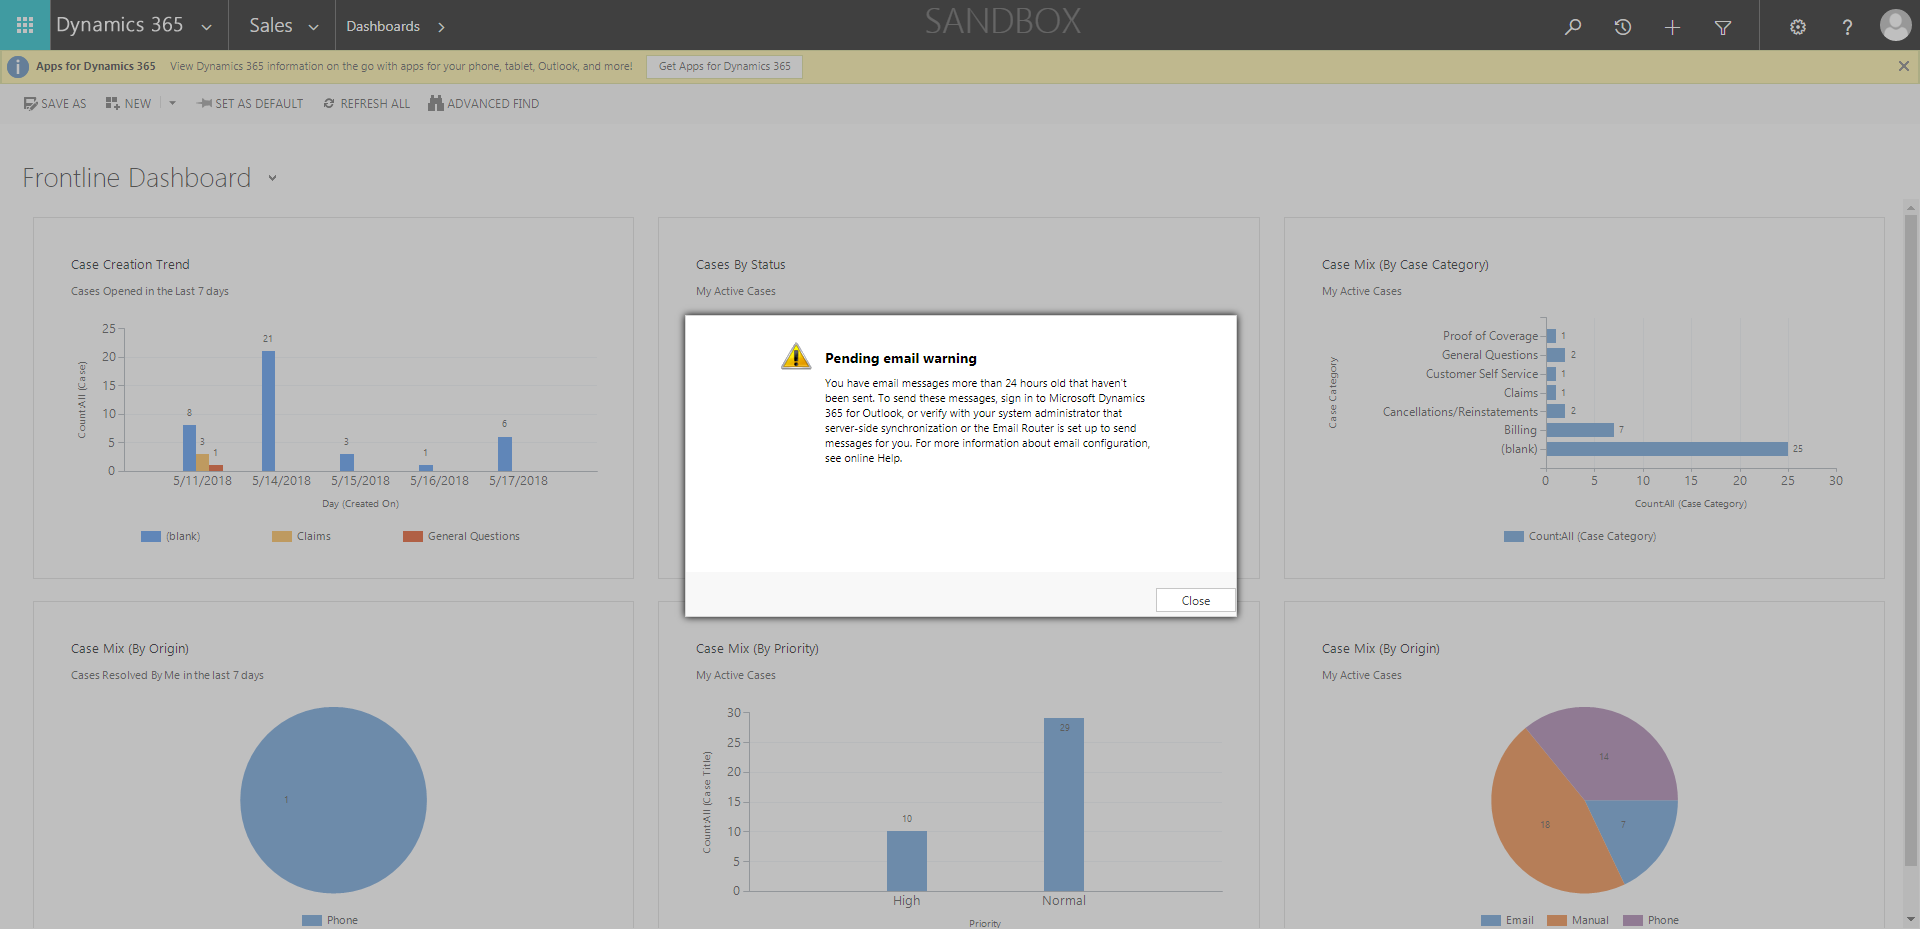 Dynamics 365
Sales
Dashboards
SANDBOX
?
i
Apps for Dynamics 365
View Dynamics 365 information on the go with apps for your phone, tablet, Outlook, and more!
Get Apps for Dynamics 365
SAVE AS
NEW
SET AS DEFAULT
REFRESH ALL
ADVANCED FIND
Frontline Dashboard
Case Creation Trend
Cases Opened in the Last 7 days
Count:All (Case)
25
20
15
10
5
0
8
3
1
21
3
1
6
5/11/2018
5/14/2018
5/15/2018
5/16/2018
5/17/2018
Day (Created On)
(blank)
Claims
General Questions
Cases By Status
My Active Cases
Pending email warning
You have email messages more than 24 hours old that haven't
been sent. To send these messages, sign in to Microsoft Dynamics
365 for Outlook, or verify with your system administrator that
server-side synchronization or the Email Router is set up to send
messages for you. For more information about email configuration,
see online Help.
Close
Case Mix (By Case Category)
My Active Cases
Case Category
Proof of Coverage
1
General Questions
2
Customer Self Service
1
Claims
1
Cancellations/Reinstatements
2
Billing
7
(blank)
25
0
5
10
15
20
25
30
Count:All (Case Category)
Count:All (Case Category)
Case Mix (By Origin)
Cases Resolved By Me in the last 7 days
1
Phone
Case Mix (By Priority)
My Active Cases
Count:All (Case Title)
30
25
20
15
10
5
0
10
29
High
Normal
Priority
Case Mix (By Origin)
My Active Cases
14
18
7
Email
Manual
Phone